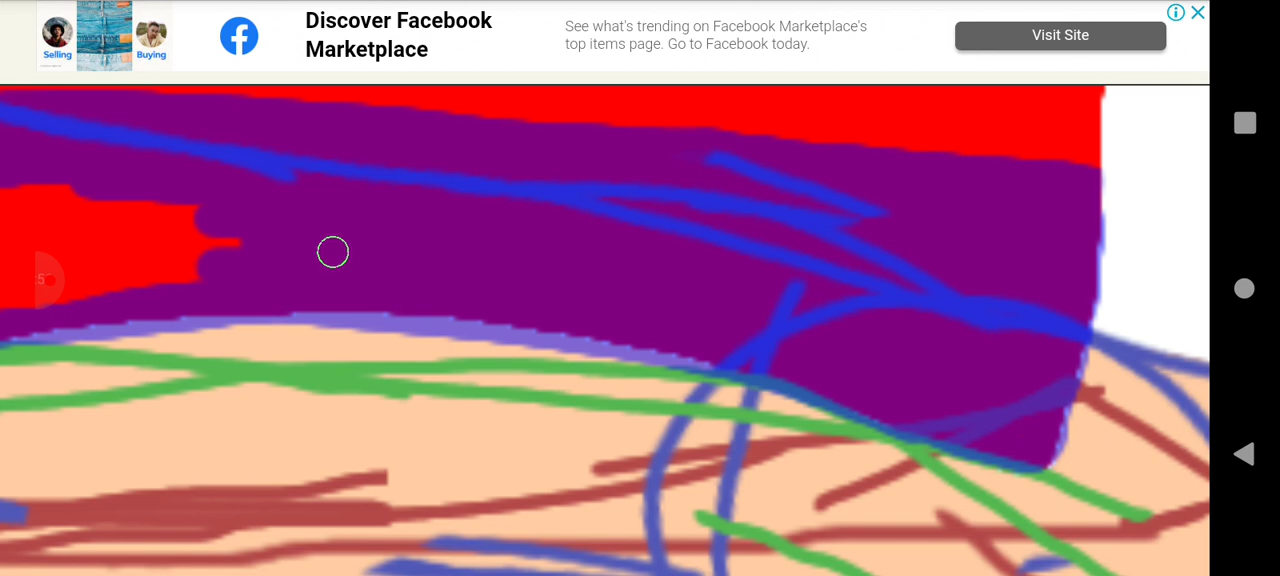 Discover Facebook
Marketplace
See what's trending on Facebook Marketplace's
top items page. Go to Facebook today.
Visit Site
Selling
Buying